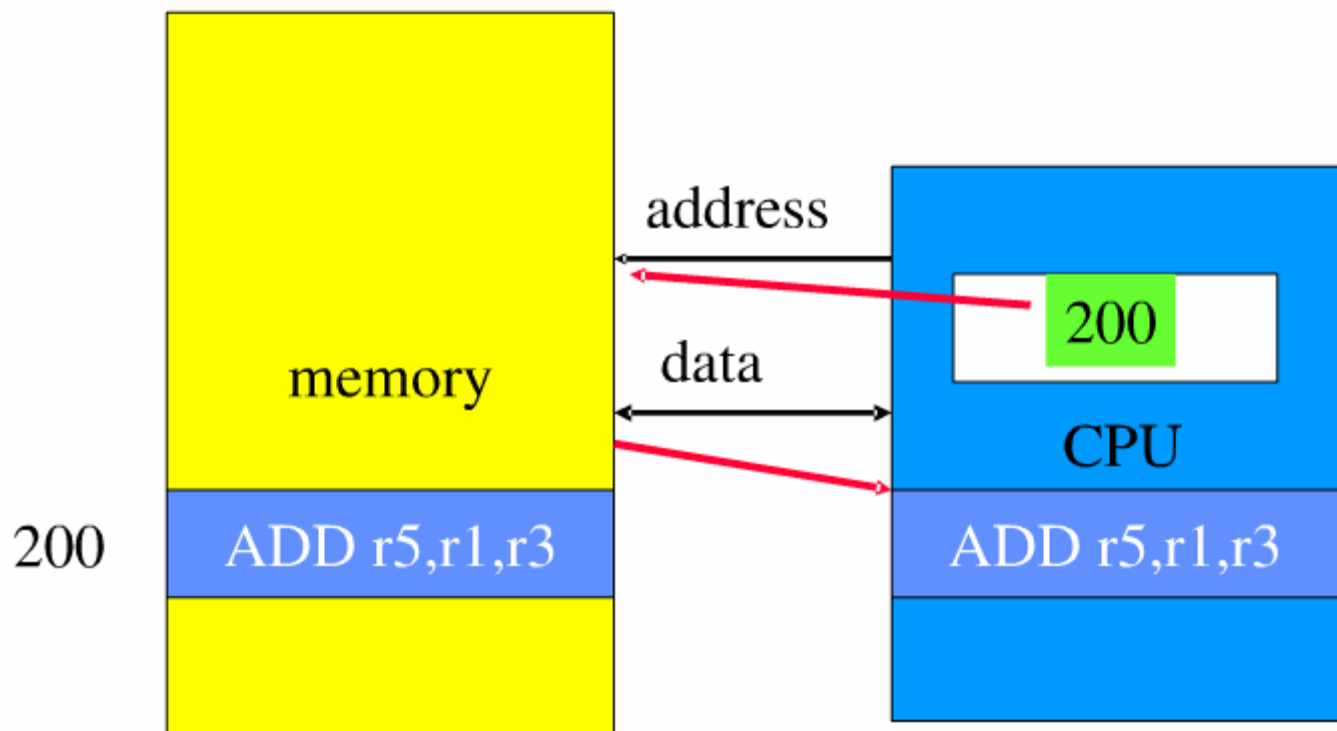 address
200
data
memory
CPU
200
ADD r5,r1,r3
ADD r5,r1,r3